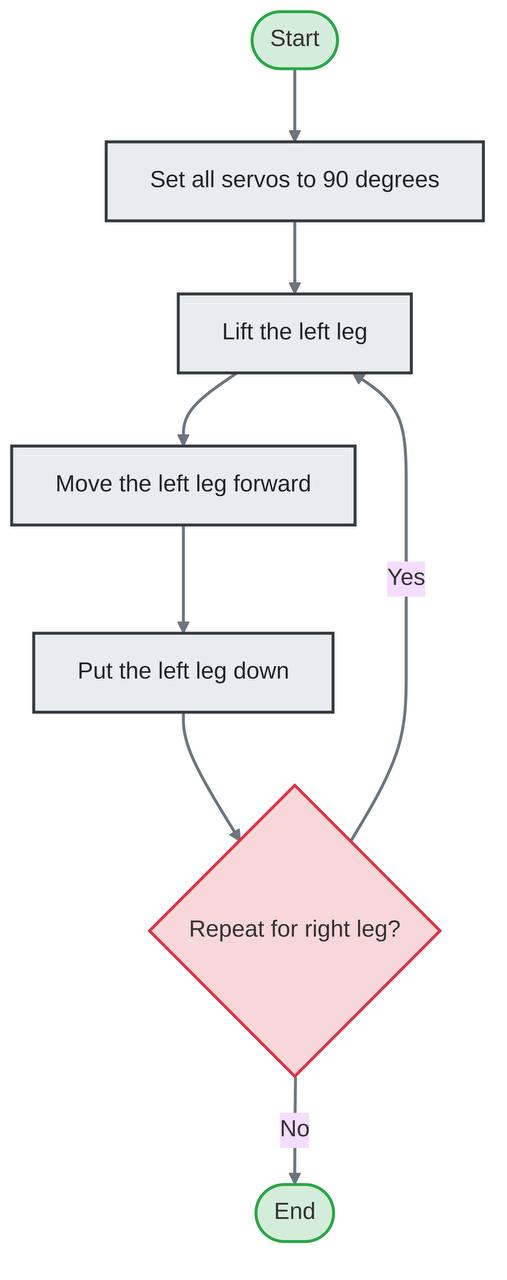 Start
Set all servos to 90 degrees
Lift the left leg
Move the left leg forward
Yes
Put the left leg down
Repeat for right leg?
No
End